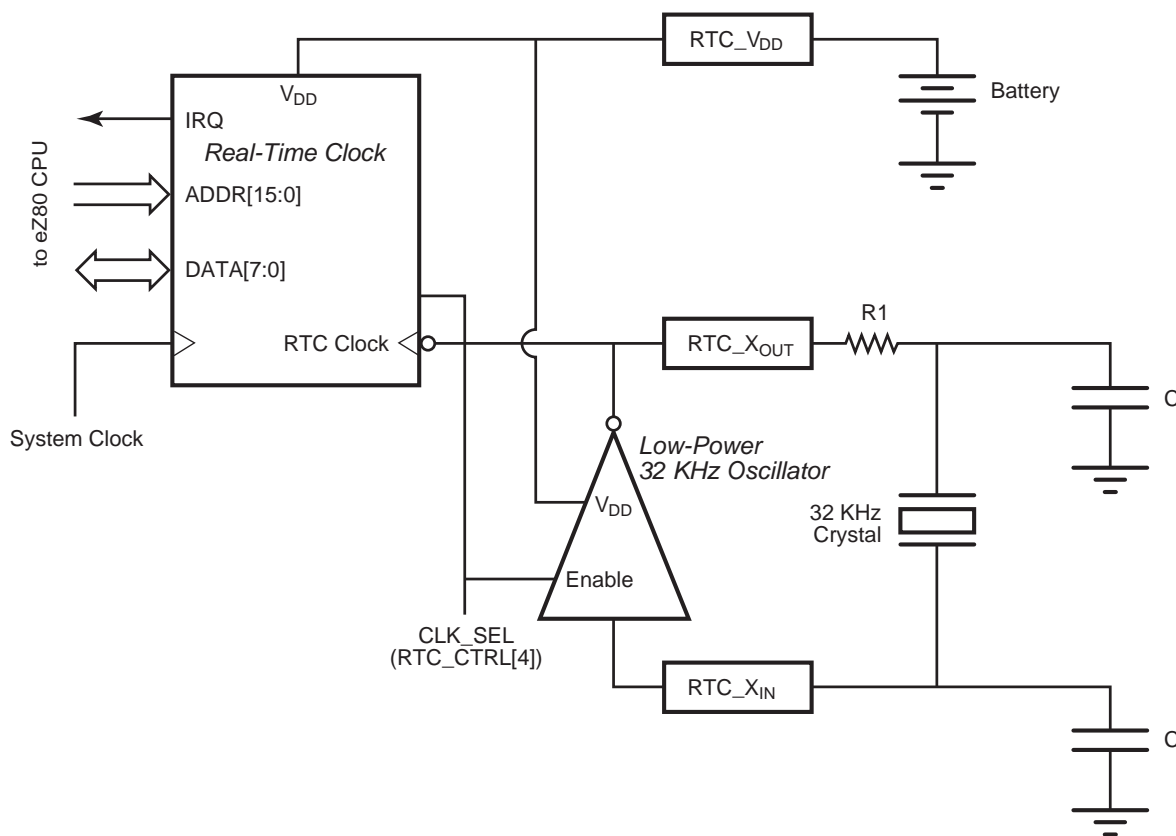 RTC_VDD
Battery
VDD
IRQ
Real-Time Clock
ADDR[15:0]
to eZ80 CPU
DATA[7:0]
RTC Clock
System Clock
RTC_XOUT
R1
C
Low-Power
32 KHz Oscillator
VDD
32 KHz
Crystal
Enable
CLK_SEL
(RTC_CTRL[4])
RTC_XIN
C